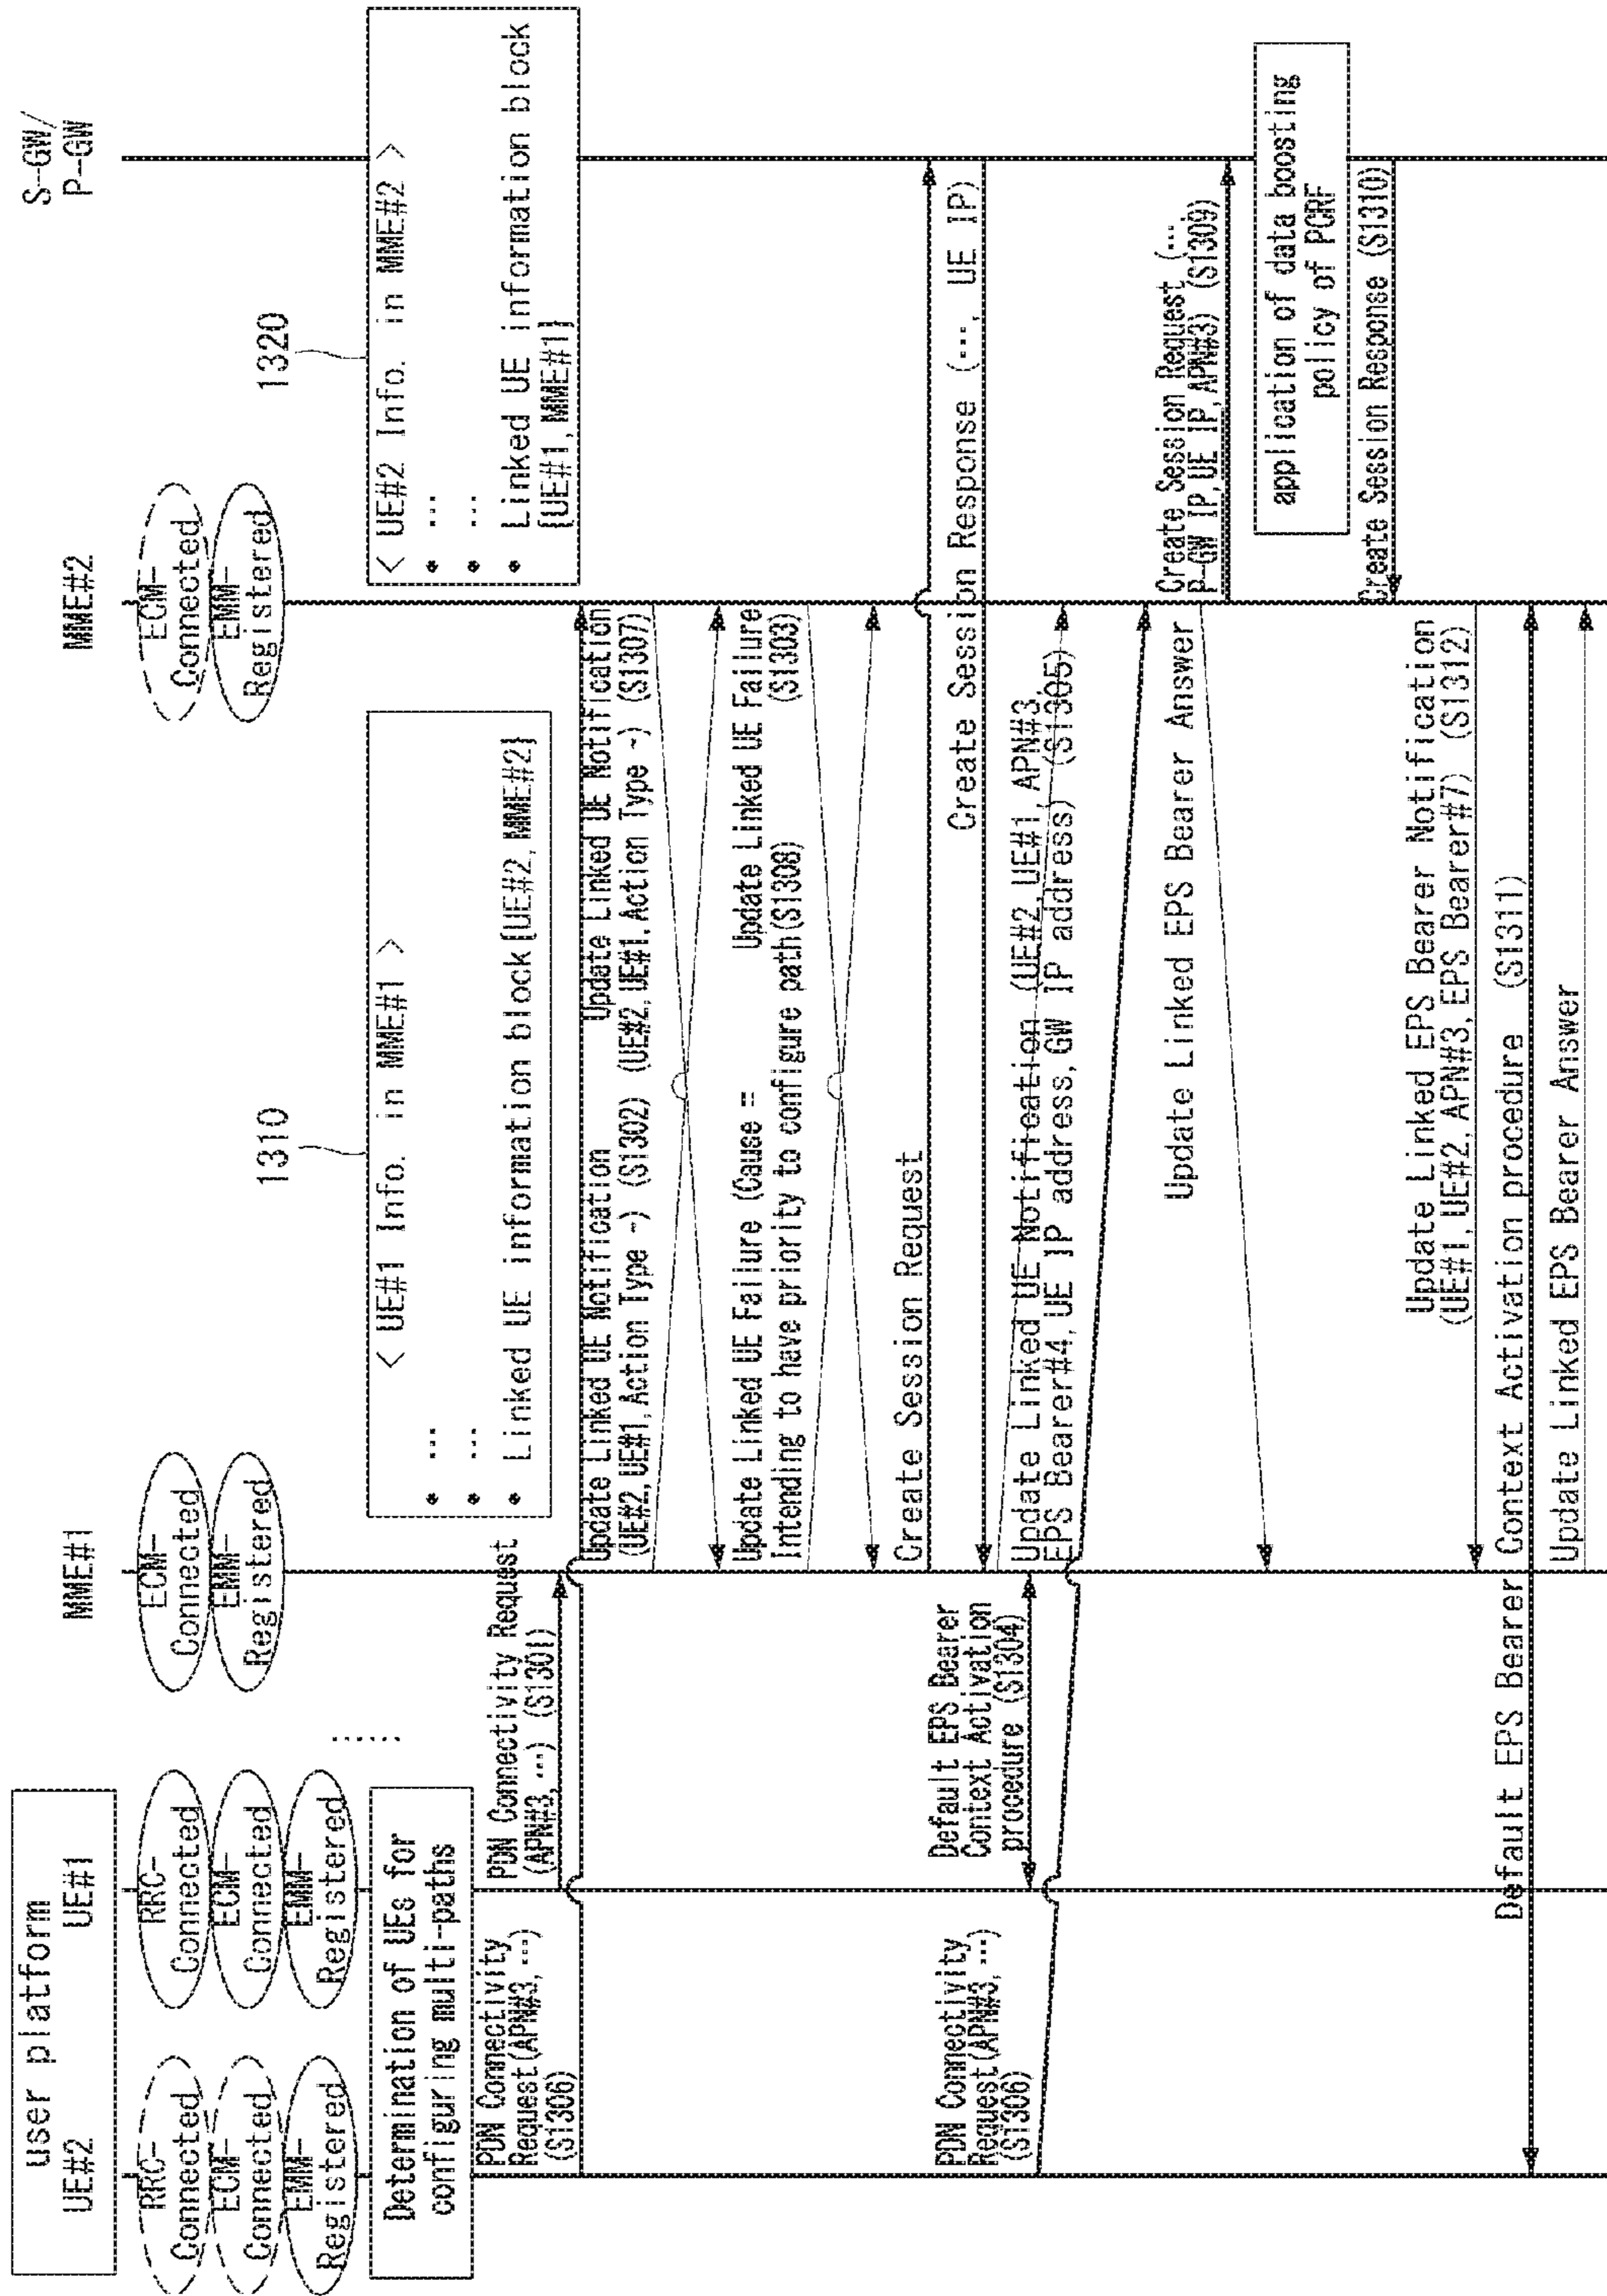 user platform
UE#2
UE#1
MME#1
MME#2
S-GW/
P-GW
RRC-
Connected
ECM-
Connected
EMM-
Registered
RRC-
Connected
ECM-
Connected
EMM-
Registered
ECM-
Connected
EMM-
Registered
ECM-
Connected
EMM-
Registered
Determination of UEs for
configuring multi-paths
1310
< UE#1 Info. in MME#1 >
• ...
• ...
• Linked UE information block[UE#2, MME#2]
1320
< UE#2 Info. in MME#2 >
• ...
• ...
• Linked UE information block
[UE#1, MME#1]
PDN Connectivity
Request(APN#3, ...)
(S1306)
PDN Connectivity Request
(APN#3, ...) (S1301)
Update Linked UE Notification
(UE#2, UE#1, Action Type ~) (S1302)
Update Linked UE Notification
(UE#2, UE#1, Action Type ~) (S1307)
Update Linked UE Failure (Cause =
Intending to have priority to configure path(S1308)
Update Linked UE Failure
(S1303)
Create Session Request
Create Session Response (..., UE IP)
Default EPS Bearer
Context Activation
procedure (S1304)
Update Linked UE Notification (UE#2, UE#1, APN#3,
EPS Bearer#4, UE IP address, GW IP address) (S1305)
PDN Connectivity
Request(APN#3, ...)
(S1306)
Update Linked EPS Bearer Answer
Create Session Request (...
P-GW IP, UE IP, APN#3) (S1309)
application of data boosting
policy of PCRF
Create Session Response (S1310)
Update Linked EPS Bearer Notification
(UE#1, UE#2, APN#3, EPS Bearer#7) (S1312)
Default EPS Bearer Context Activation procedure (S1311)
Update Linked EPS Bearer Answer